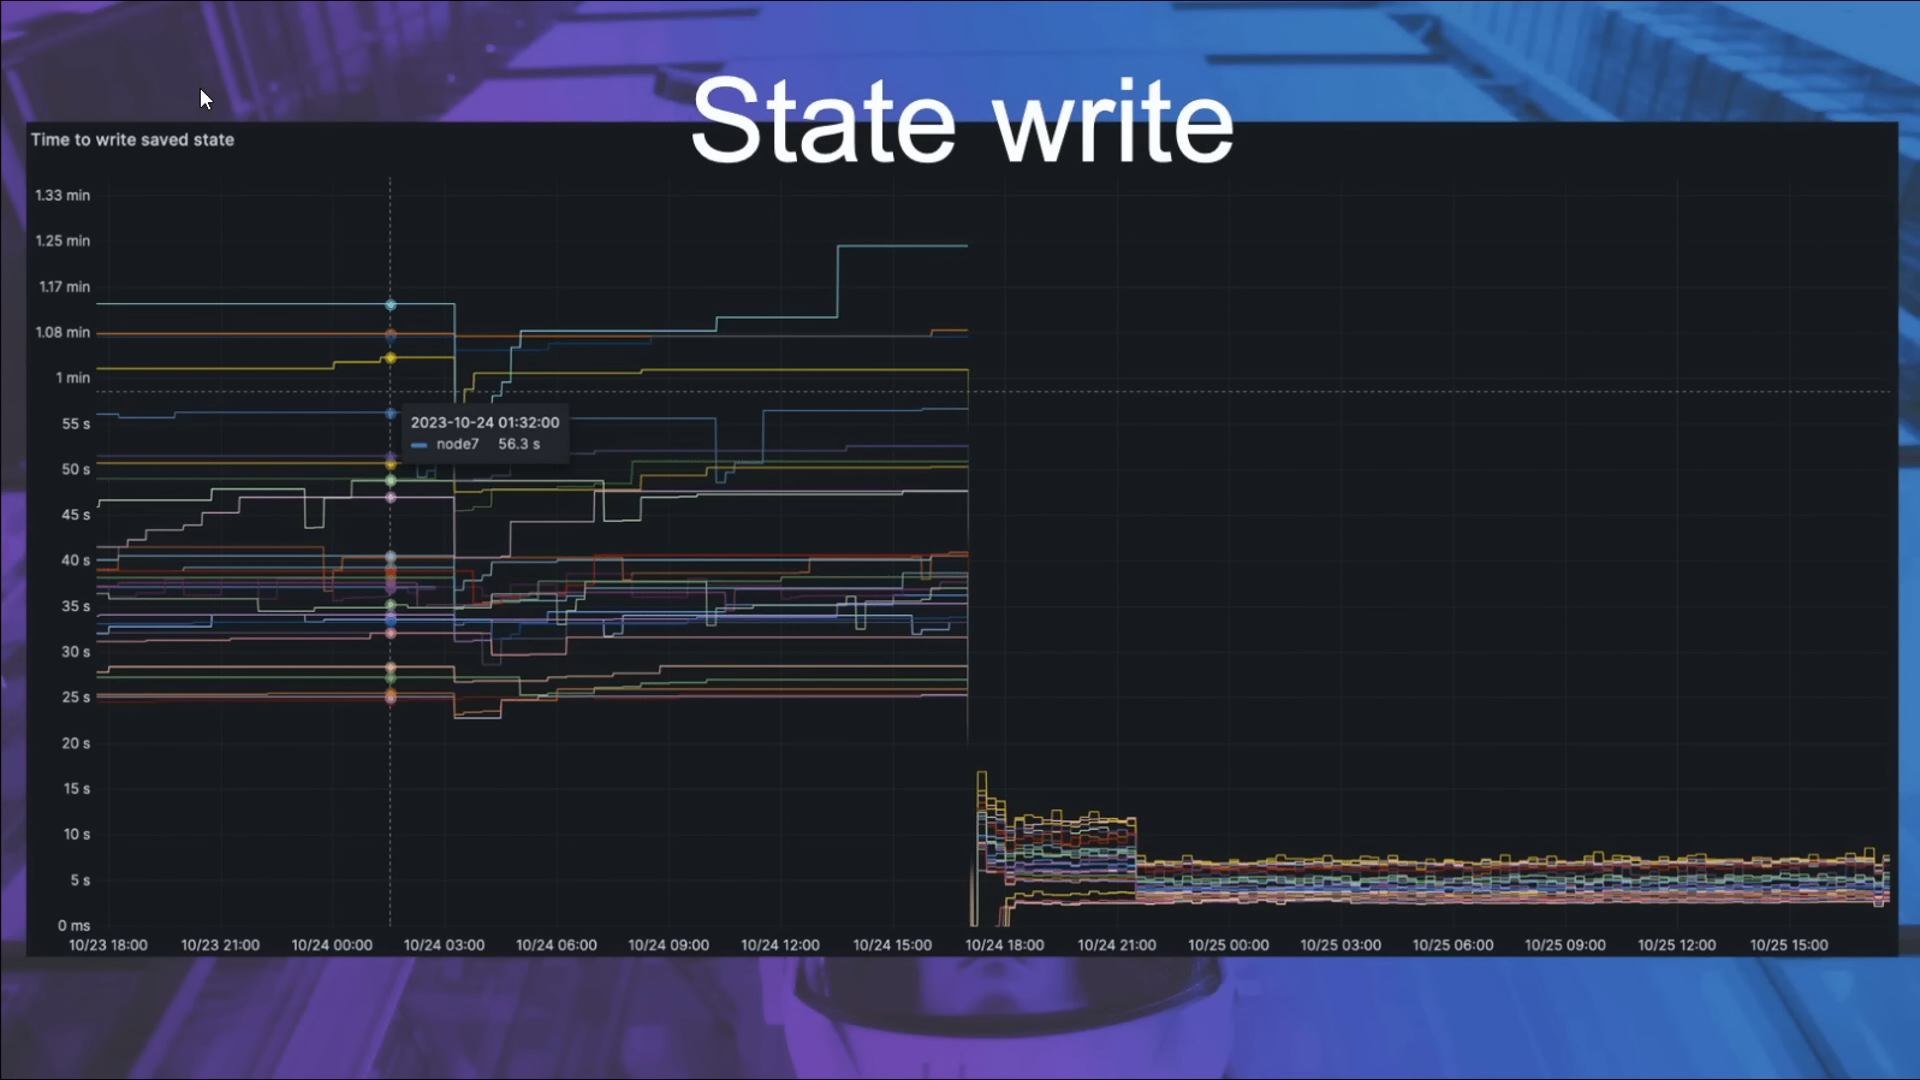 State write
Time to write saved state
1.33 min
1.25 min
1.17 min
1.08 min
1 min
55 s
50 s
45 s
40 s
35 s
30 s
25 s
20 s
15 s
10 s
5 s
0 ms
2023-10-24 01:32:00
node7 56.3 s
10/23 18:00 10/23 21:00 10/24 00:00 10/24 03:00 10/24 06:00 10/24 09:00 10/24 12:00 10/24 15:00 10/24 18:00 10/24 21:00 10/25 00:00 10/25 03:00 10/25 06:00 10/25 09:00 10/25 12:00 10/25 15:00